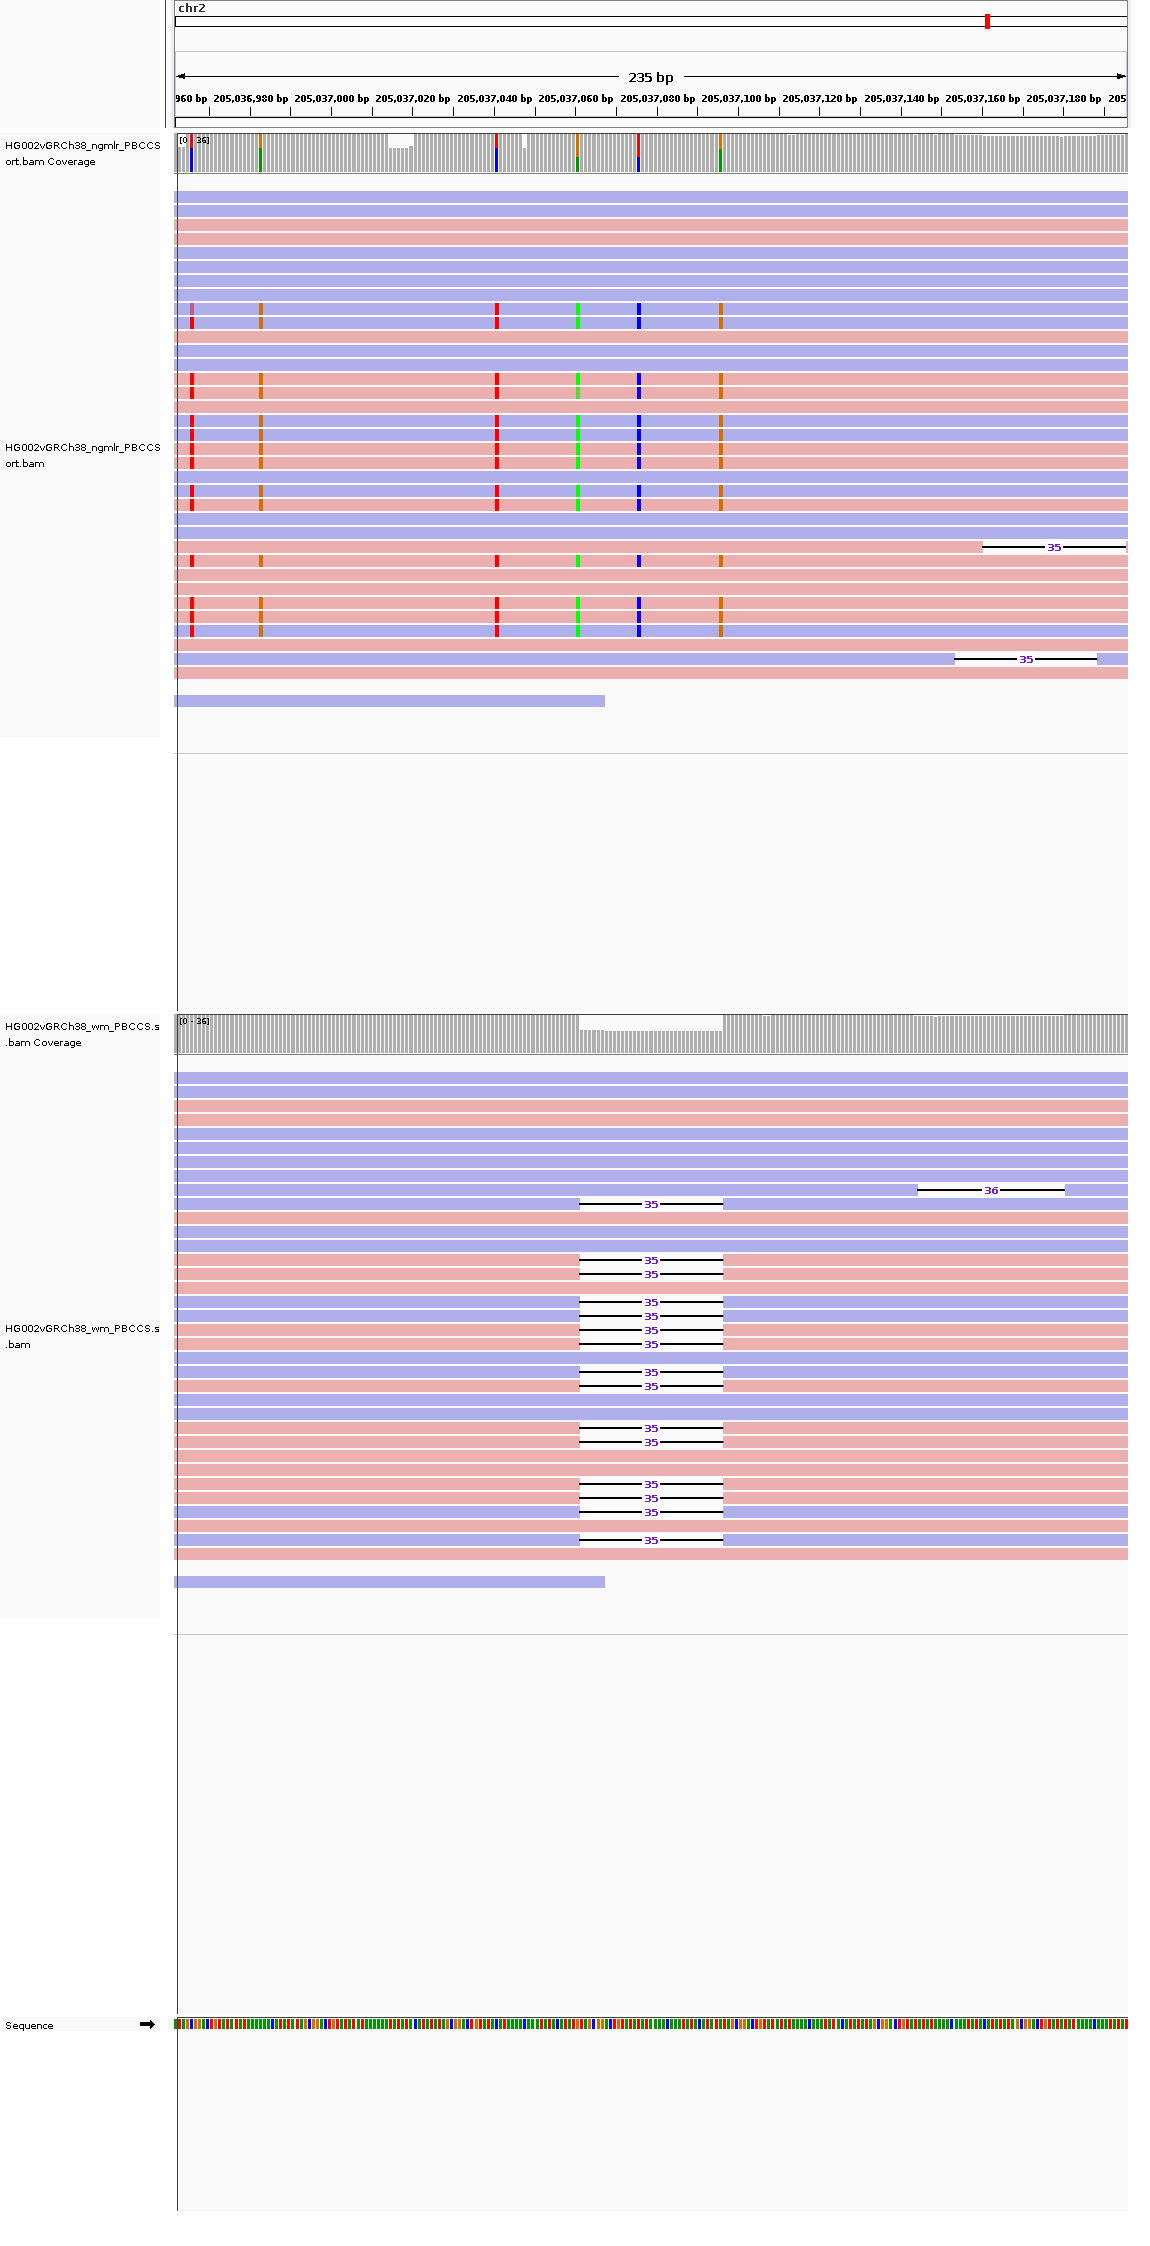 chr2
235 bp
960 bp 205,036,980 bp 205,037,000 bp 205,037,020 bp 205,037,040 bp 205,037,060 bp 205,037,080 bp 205,037,100 bp 205,037,120 bp 205,037,140 bp 205,037,160 bp 205,037,180 bp 205
HG002vGRCh38_ngmlr_PBCCS
ort.bam Coverage
[0 - 36]
HG002vGRCh38_ngmlr_PBCCS
ort.bam
35
35
HG002vGRCh38_wm_PBCCS.s
.bam Coverage
[0 - 36]
36
35
35
35
35
35
35
35
35
35
HG002vGRCh38_wm_PBCCS.s
.bam
35
35
35
35
35
35
Sequence